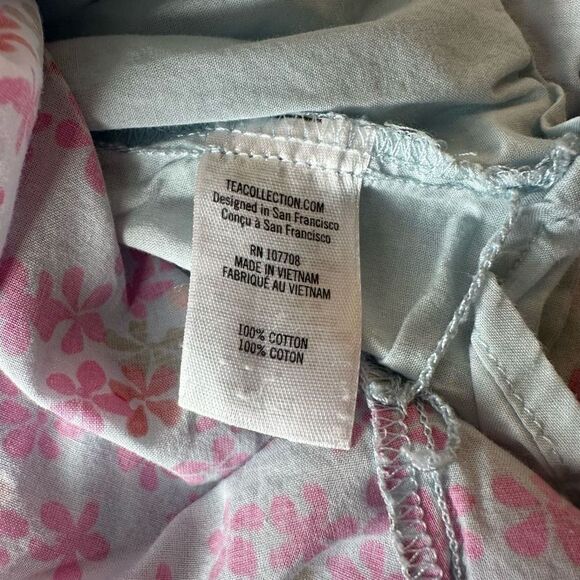 TEACOLLECTION.COM
Designed in San Francisco
Conçu à San Francisco
RN 107708
MADE IN VIETNAM
FABRIQUÉ AU VIETNAM
100% COTTON
100% COTON